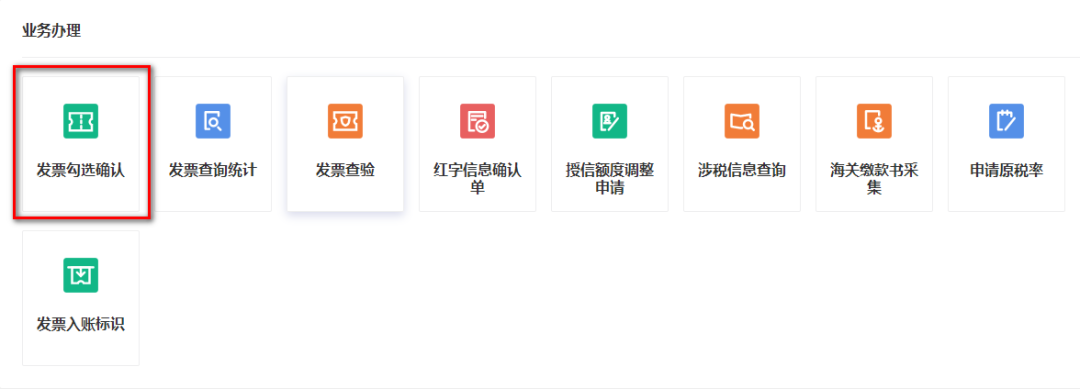 业务办理
发票勾选确认
发票查询统计
发票查验
红字信息确认
单
授信额度调整
申请
涉税信息查询
海关缴款书采
集
申请原税率
发票入账标识